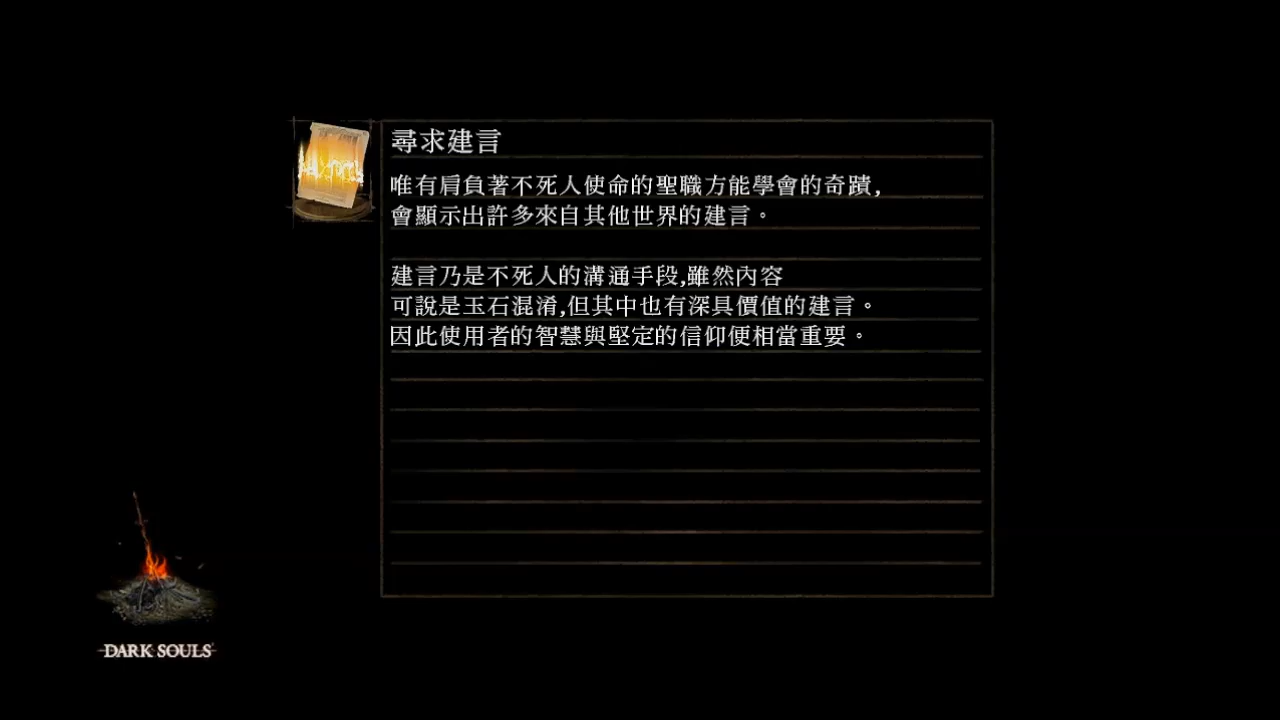 尋求建言
唯有肩負著不死人使命的聖職方能學會的奇蹟,
會顯示出許多來自其他世界的建言。
建言乃是不死人的溝通手段,雖然內容
可說是玉石混淆,但其中也有深具價值的建言。
因此使用者的智慧與堅定的信仰便相當重要。
DARK SOULS